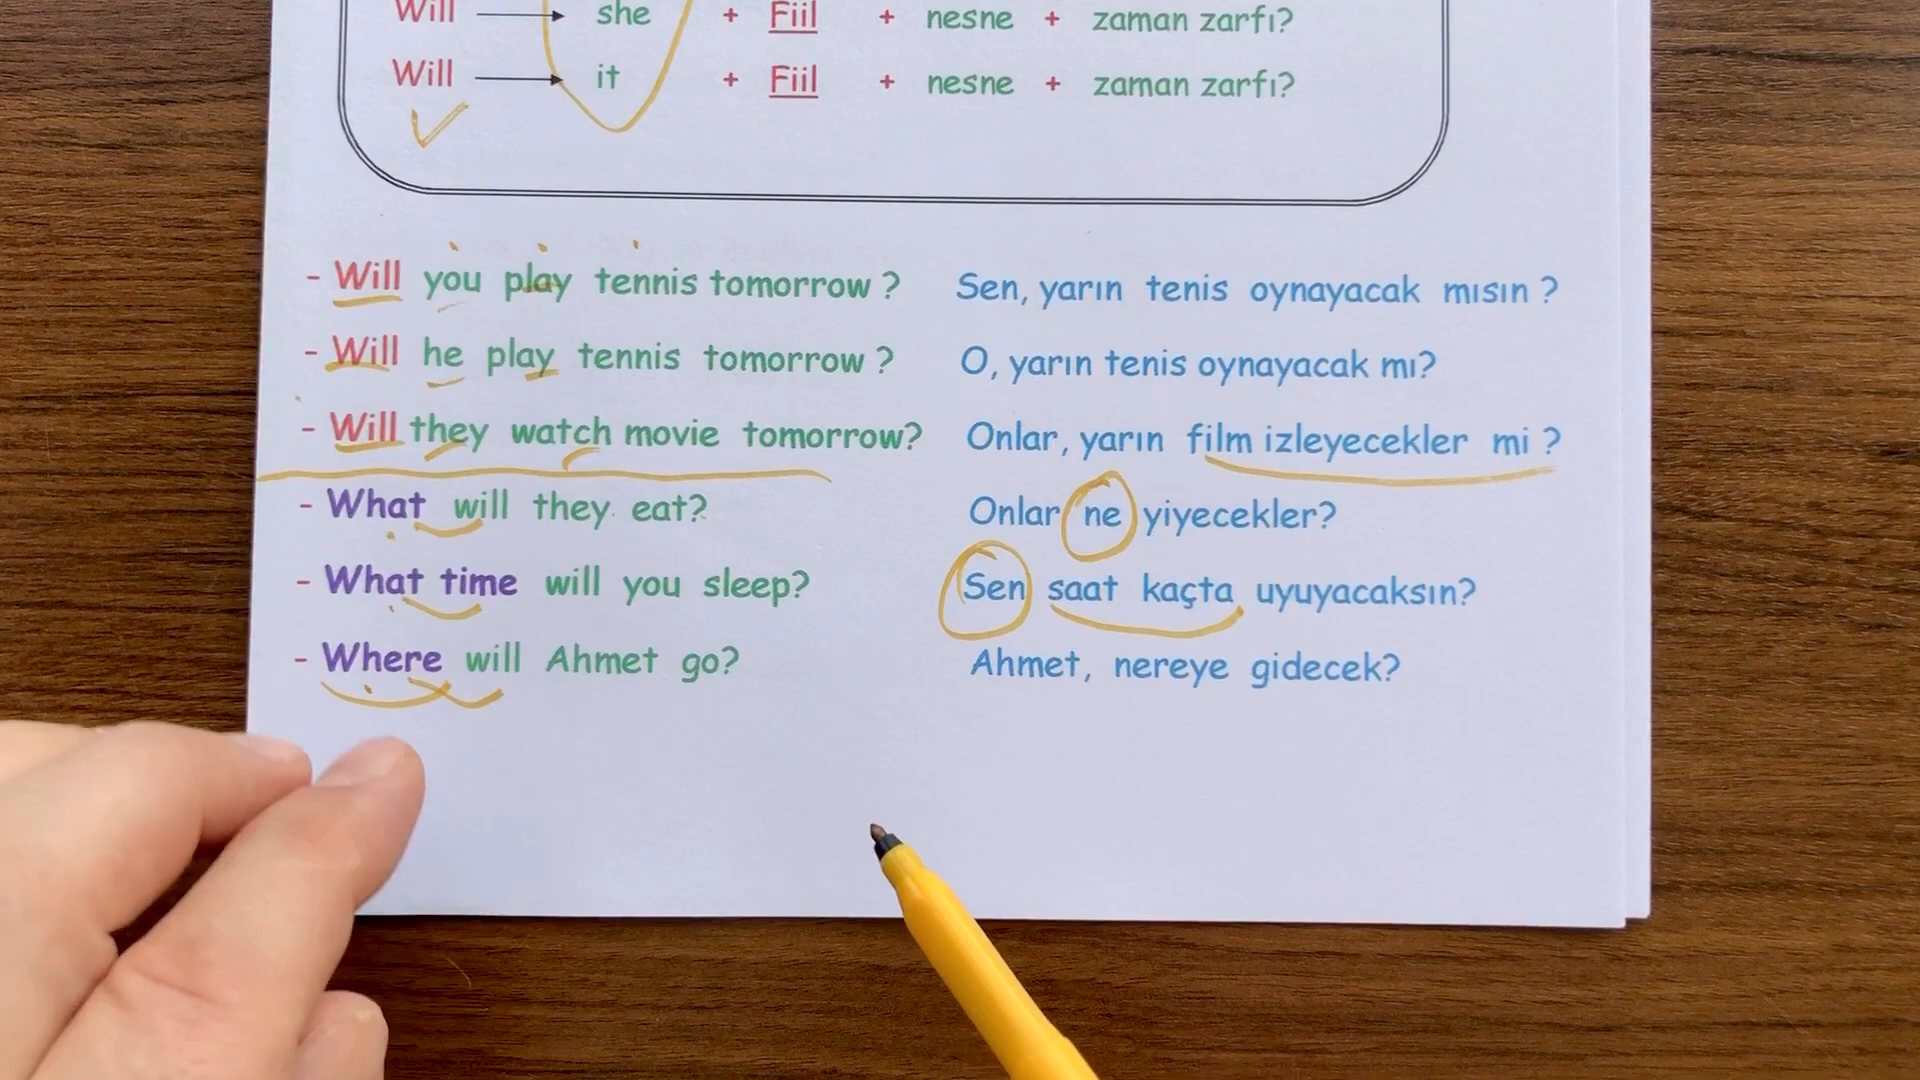 Will she + Fiil + nesne + zaman zarfı?
Will it + Fiil + nesne + zaman zarfı?
- Will you play tennis tomorrow ? Sen, yarın tenis oynayacak mısın ?
- Will he play tennis tomorrow ? O, yarın tenis oynayacak mı?
- Will they watch movie tomorrow? Onlar, yarın film izleyecekler mi ?
- What will they eat? Onlar ne yiyecekler?
- What time will you sleep? Sen saat kaçta uyuyacaksın?
- Where will Ahmet go? Ahmet, nereye gidecek?